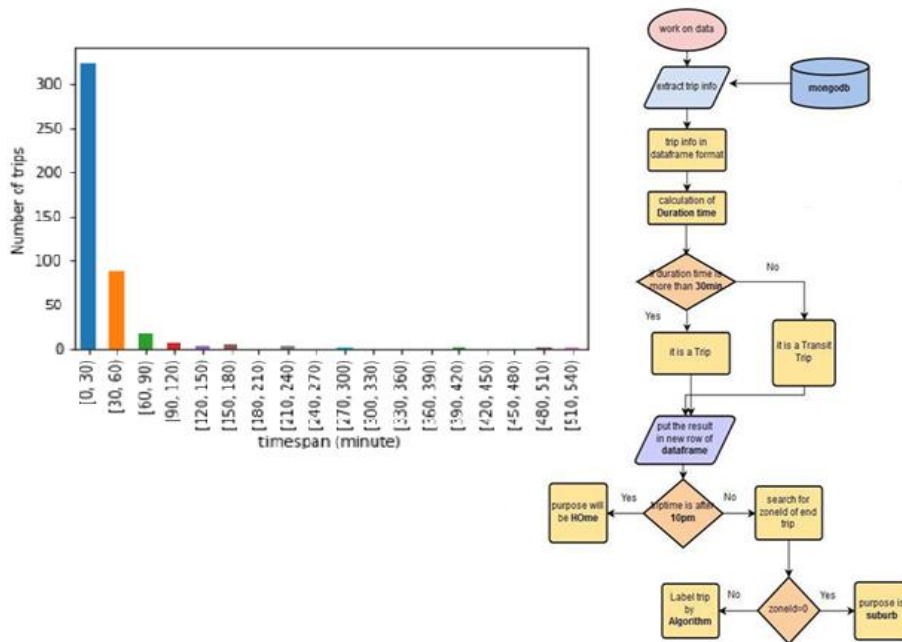 Number of trips
300
250
200
150
100
50
0
[0, 30)
[30, 60)
[60, 90)
[90, 120)
[120, 150)
[150, 180)
[180, 210)
[210, 240)
[240, 270)
[270, 300)
[300, 330)
[330, 360)
[360, 390)
[390, 420)
[420, 450)
[450, 480)
[480, 510)
[510, 540)
timespan (minute)
work on data
extract trip info
mongodb
trip info in
dataframe format
calculation of
Duration time
if duration time is
more than 30min
No
Yes
it is a Trip
it is a Transit
Trip
put the result
in new row of
dataframe
purpose will
be HOme
Yes
triptime is after
10pm
No
search for
zoneId of end
trip
Label trip
by
Algorithm
No
zoneId=0
Yes
purpose is
suburb